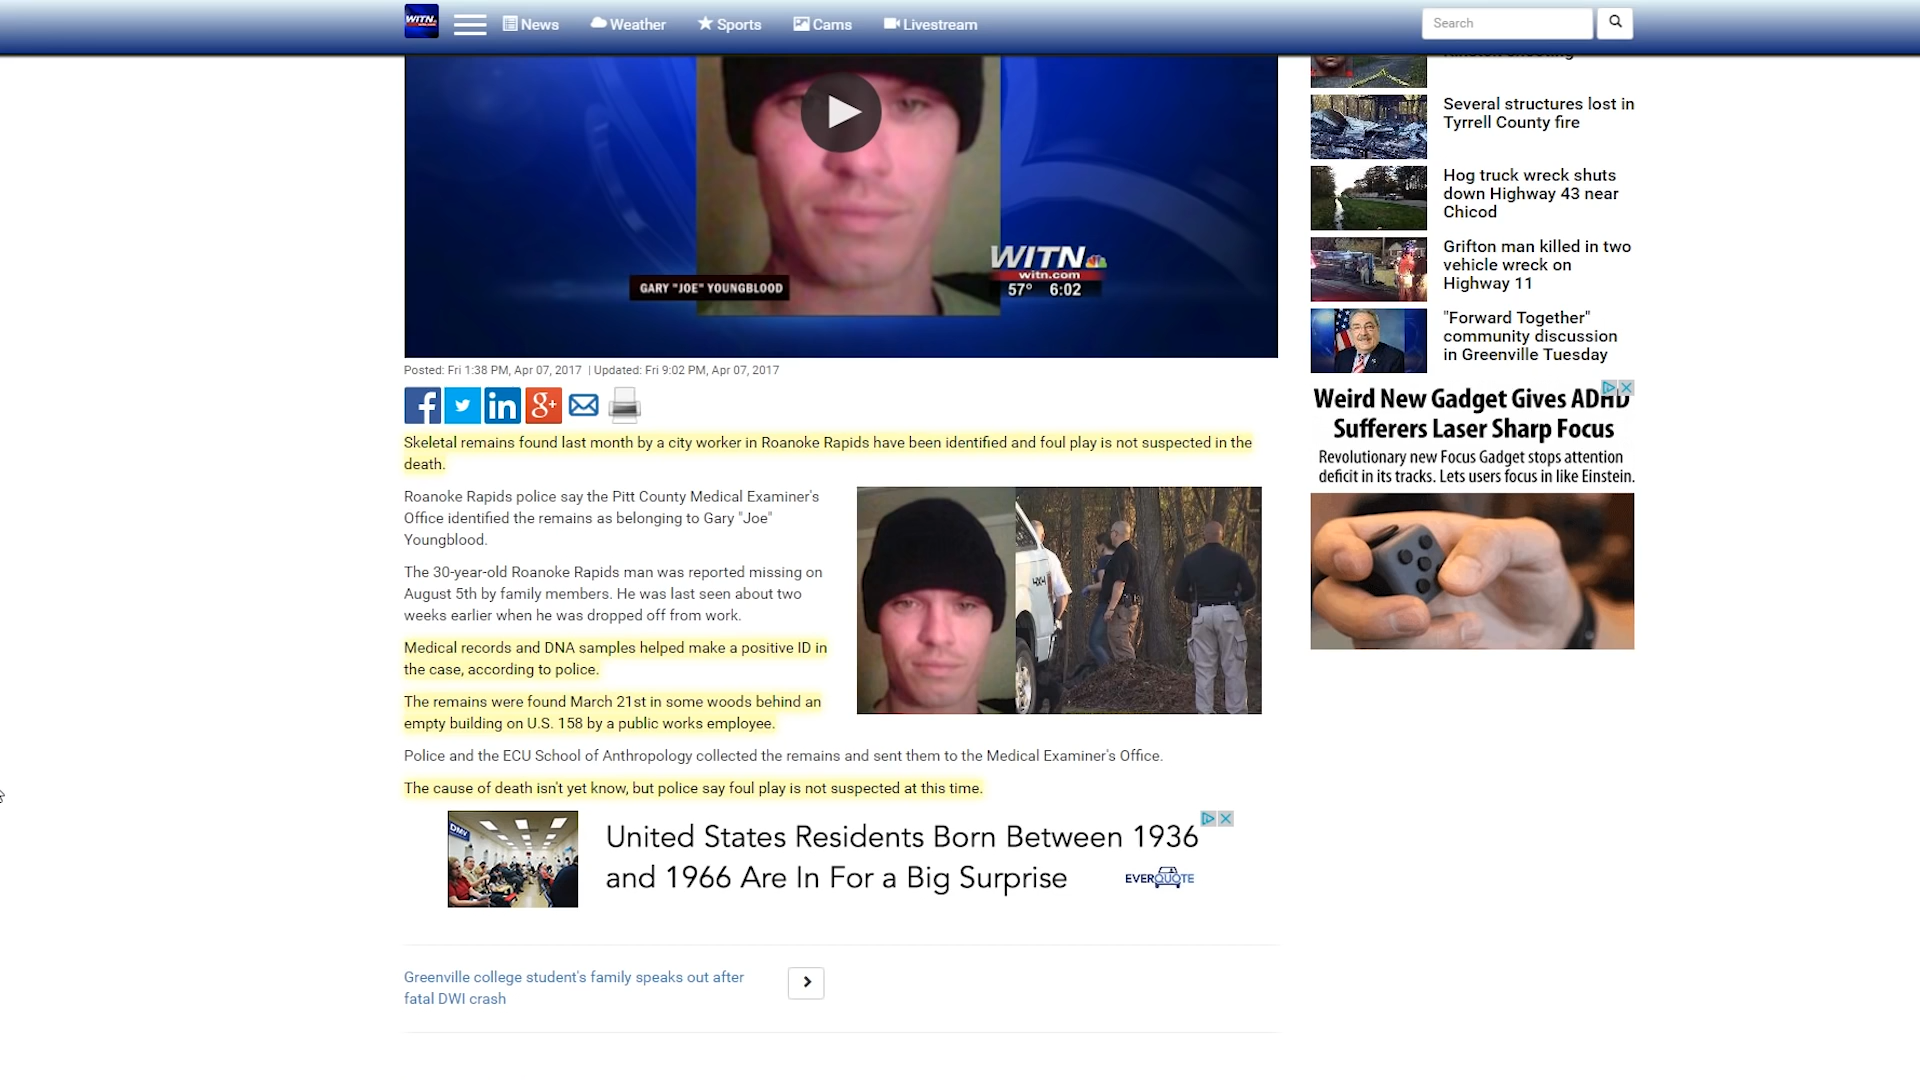 WITN
News
Weather
Sports
Cams
Livestream
Search
GARY "JOE" YOUNGBLOOD
WITN
witn.com
57° 6:02
Posted: Fri 1:38 PM, Apr 07, 2017 | Updated: Fri 9:02 PM, Apr 07, 2017
Skeletal remains found last month by a city worker in Roanoke Rapids have been identified and foul play is not suspected in the
death.
Roanoke Rapids police say the Pitt County Medical Examiner's
Office identified the remains as belonging to Gary "Joe"
Youngblood.
The 30-year-old Roanoke Rapids man was reported missing on
August 5th by family members. He was last seen about two
weeks earlier when he was dropped off from work.
Medical records and DNA samples helped make a positive ID in
the case, according to police.
The remains were found March 21st in some woods behind an
empty building on U.S. 158 by a public works employee.
4X4
Police and the ECU School of Anthropology collected the remains and sent them to the Medical Examiner's Office.
The cause of death isn't yet know, but police say foul play is not suspected at this time.
DMV
United States Residents Born Between 1936
and 1966 Are In For a Big Surprise
EVERQUOTE
Greenville college student's family speaks out after
fatal DWI crash
Several structures lost in
Tyrrell County fire
Hog truck wreck shuts
down Highway 43 near
Chicod
Grifton man killed in two
vehicle wreck on
Highway 11
"Forward Together"
community discussion
in Greenville Tuesday
Weird New Gadget Gives ADHD
Sufferers Laser Sharp Focus
Revolutionary new Focus Gadget stops attention
deficit in its tracks. Lets users focus in like Einstein.